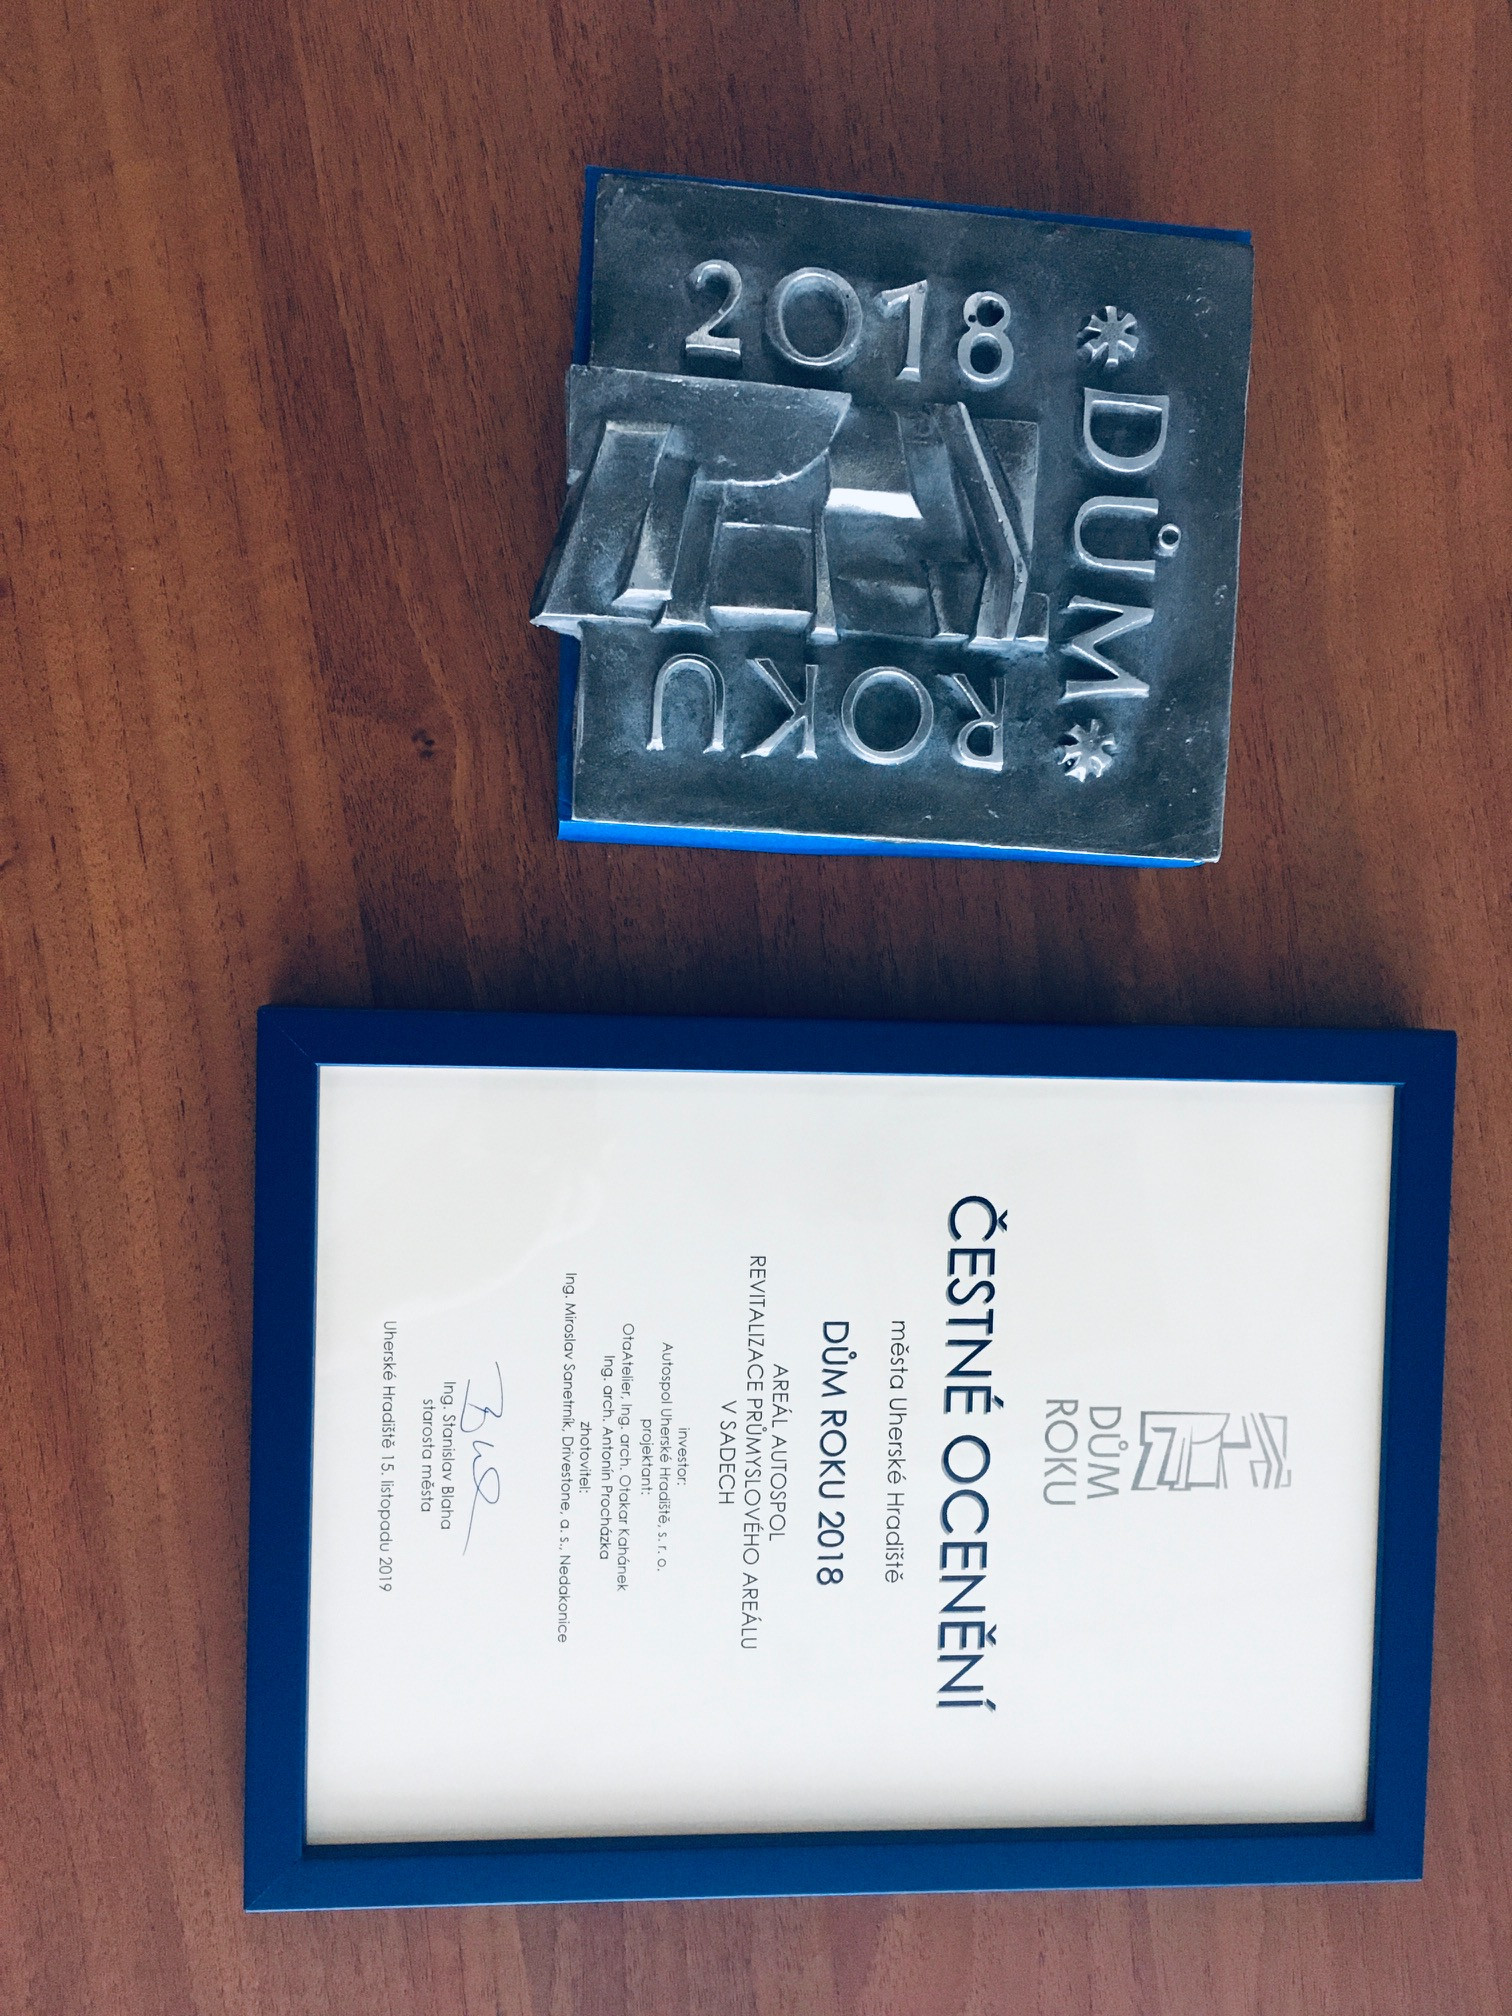 2018
* DŮM *
ROKU
DŮM
ROKU
ČESTNÉ OCENĚNÍ
města Uherské Hradiště
DŮM ROKU 2018
AREÁL AUTOSPOL
REVITALIZACE PRŮMYSLOVÉHO AREÁLU
V SADECH
investor:
Autospol Uherské Hradiště, s. r. o.
projektant:
OtaAtelier, Ing. arch. Otakar Kahánek
Ing. arch. Antonín Procházka
zhotovitel:
Ing. Miroslav Sanetrník, Drivestone, a. s., Nedakonice
Ing. Stanislav Blaha
starosta města
Uherské Hradiště 15. listopadu 2019